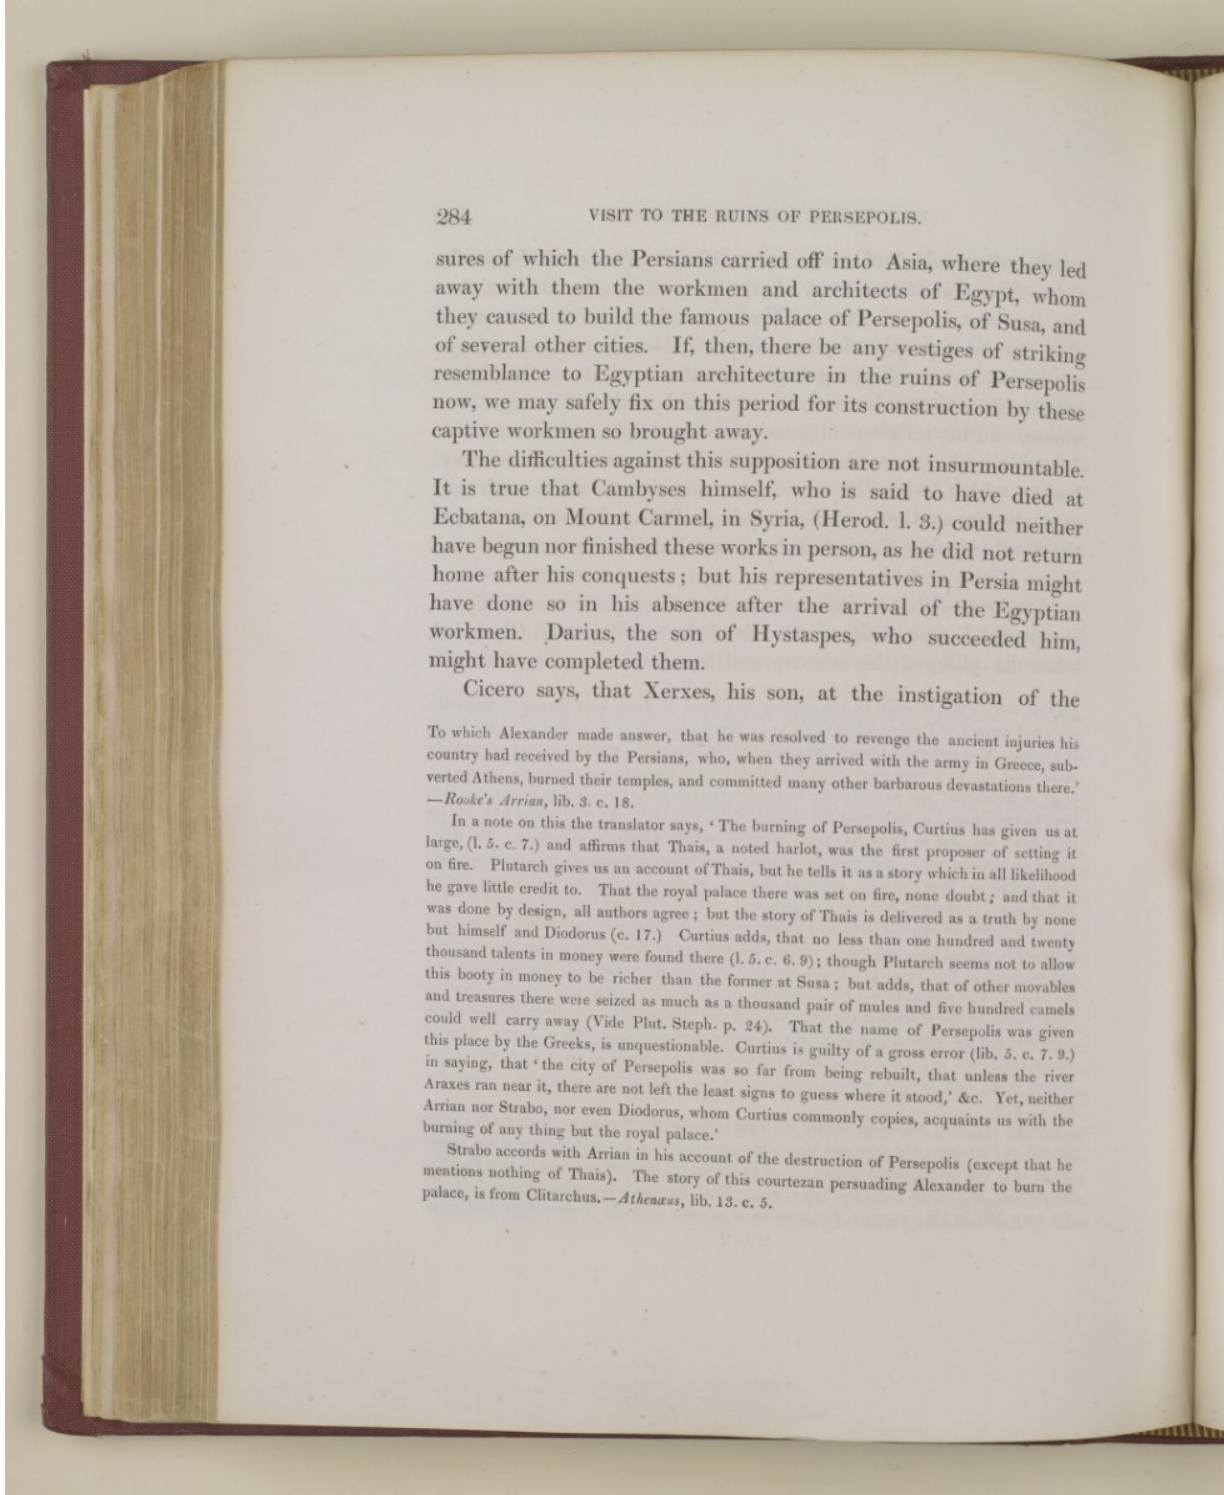 284 VISIT TO THE RUINS OF PERSEPOLIS.
sures of which the Persians carried off into Asia, where they led
away with them the workmen and architects of Egypt, whom
they caused to build the famous palace of Persepolis, of Susa, and
of several other cities. If, then, there be any vestiges of striking
resemblance to Egyptian architecture in the ruins of Persepolis
now, we may safely fix on this period for its construction by these
captive workmen so brought away.
The difficulties against this supposition are not insurmountable.
It is true that Cambyses himself, who is said to have died at
Ecbatana, on Mount Carmel, in Syria, (Herod. l. 3.) could neither
have begun nor finished these works in person, as he did not return
home after his conquests; but his representatives in Persia might
have done so in his absence after the arrival of the Egyptian
workmen. Darius, the son of Hystaspes, who succeeded him,
might have completed them.
Cicero says, that Xerxes, his son, at the instigation of the
To which Alexander made answer, that he was resolved to revenge the ancient injuries his
country had received by the Persians, who, when they arrived with the army in Greece, sub-
verted Athens, burned their temples, and committed many other barbarous devastations there.'
—Rooke's Arrian, lib. 3. c. 18.
In a note on this the translator says, 'The burning of Persepolis, Curtius has given us at
large, (l. 5. c. 7.) and affirms that Thais, a noted harlot, was the first proposer of setting it
on fire. Plutarch gives us an account of Thais, but he tells it as a story which in all likelihood
he gave little credit to. That the royal palace there was set on fire, none doubt; and that it
was done by design, all authors agree; but the story of Thais is delivered as a truth by none
but himself and Diodorus (c. 17.) Curtius adds, that no less than one hundred and twenty
thousand talents in money were found there (l. 5. c. 6. 9); though Plutarch seems not to allow
this booty in money to be richer than the former at Susa; but adds, that of other movables
and treasures there were seized as much as a thousand pair of mules and five hundred camels
could well carry away (Vide Plut. Steph. p. 24). That the name of Persepolis was given
this place by the Greeks, is unquestionable. Curtius is guilty of a gross error (lib. 5. c. 7. 9.)
in saying, that 'the city of Persepolis was so far from being rebuilt, that unless the river
Araxes ran near it, there are not left the least signs to guess where it stood,' &c. Yet, neither
Arrian nor Strabo, nor even Diodorus, whom Curtius commonly copies, acquaints us with the
burning of any thing but the royal palace.'
Strabo accords with Arrian in his account of the destruction of Persepolis (except that he
mentions nothing of Thais). The story of this courtezan persuading Alexander to burn the
palace, is from Clitarchus.—Athenæus, lib. 13. c. 5.